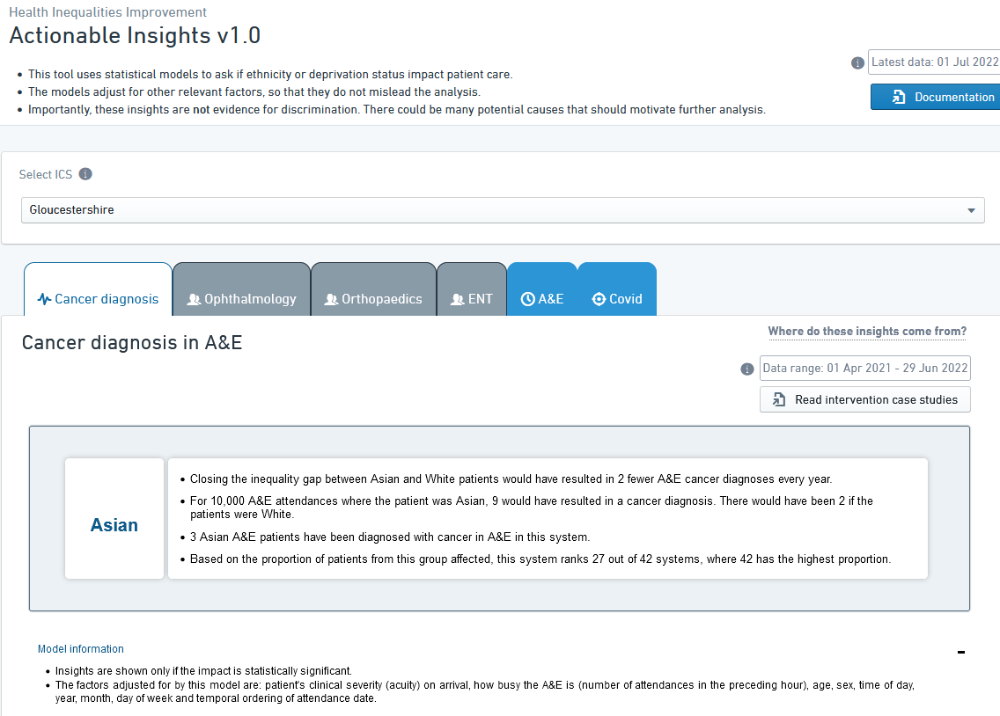 Health Inequalities Improvement
Actionable Insights v1.0
• This tool uses statistical models to ask if ethnicity or deprivation status impact patient care.
• The models adjust for other relevant factors, so that they do not mislead the analysis.
• Importantly, these insights are not evidence for discrimination. There could be many potential causes that should motivate further analysis.
Latest data: 01 Jul 2022
Documentation
Select ICS
Gloucestershire
Cancer diagnosis
Ophthalmology
Orthopaedics
ENT
A&E
Covid
Cancer diagnosis in A&E
Where do these insights come from?
Data range: 01 Apr 2021 - 29 Jun 2022
Read intervention case studies
Asian
• Closing the inequality gap between Asian and White patients would have resulted in 2 fewer A&E cancer diagnoses every year.
• For 10,000 A&E attendances where the patient was Asian, 9 would have resulted in a cancer diagnosis. There would have been 2 if the
patients were White.
• 3 Asian A&E patients have been diagnosed with cancer in A&E in this system.
• Based on the proportion of patients from this group affected, this system ranks 27 out of 42 systems, where 42 has the highest proportion.
Model information
• Insights are shown only if the impact is statistically significant.
• The factors adjusted for by this model are: patient's clinical severity (acuity) on arrival, how busy the A&E is (number of attendances in the preceding hour), age, sex, time of day,
year, month, day of week and temporal ordering of attendance date.